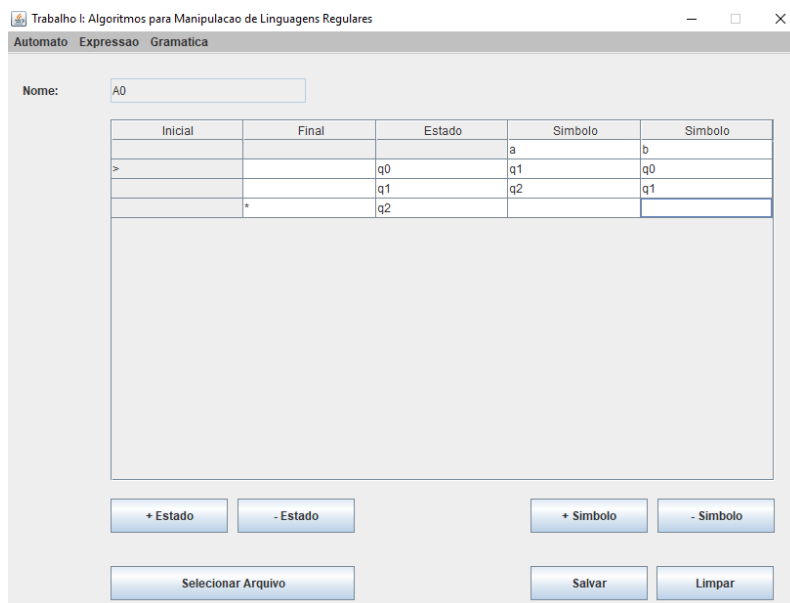 Trabalho I: Algoritmos para Manipulacao de Linguagens Regulares
Automato Expressao Gramatica
Nome: A0
Inicial Final Estado Simbolo Simbolo
a b
> q0 q1 q0
q1 q2 q1
* q2
+ Estado - Estado + Simbolo - Simbolo
Selecionar Arquivo Salvar Limpar